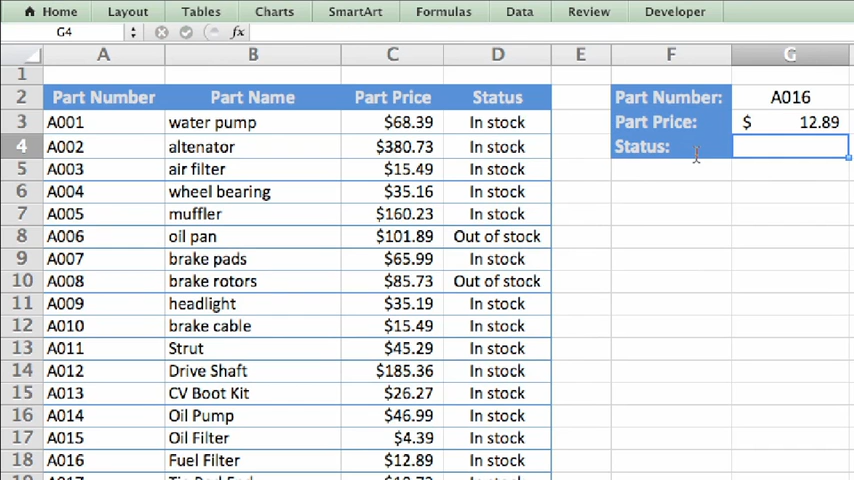 Home Layout Tables Charts SmartArt Formulas Data Review Developer
G4 fx
A B C D E F G
1
2 Part Number Part Name Part Price Status Part Number: A016
3 A001 water pump $68.39 In stock Part Price: $ 12.89
4 A002 altenator $380.73 In stock Status:
5 A003 air filter $15.49 In stock
6 A004 wheel bearing $35.16 In stock
7 A005 muffler $160.23 In stock
8 A006 oil pan $101.89 Out of stock
9 A007 brake pads $65.99 In stock
10 A008 brake rotors $85.73 Out of stock
11 A009 headlight $35.19 In stock
12 A010 brake cable $15.49 In stock
13 A011 Strut $45.29 In stock
14 A012 Drive Shaft $185.36 In stock
15 A013 CV Boot Kit $26.27 In stock
16 A014 Oil Pump $46.99 In stock
17 A015 Oil Filter $4.39 In stock
18 A016 Fuel Filter $12.89 In stock